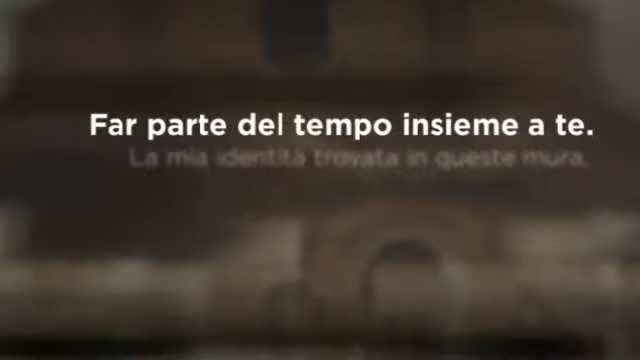 Far parte del tempo insieme a te.
La mia identità trovata in queste mura.